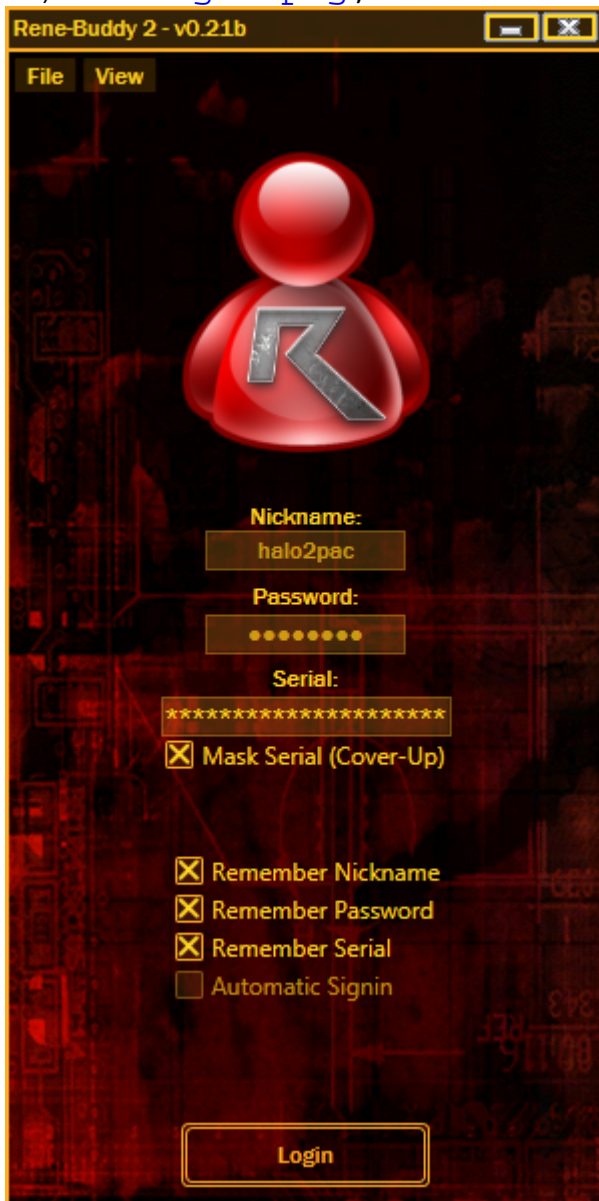 Rene-Buddy 2 - v0.21b
File View
Nickname:
halo2pac
Password:
●●●●●●●●
Serial:
*********************
Mask Serial (Cover-Up)
Remember Nickname
Remember Password
Remember Serial
Automatic Signin
Login